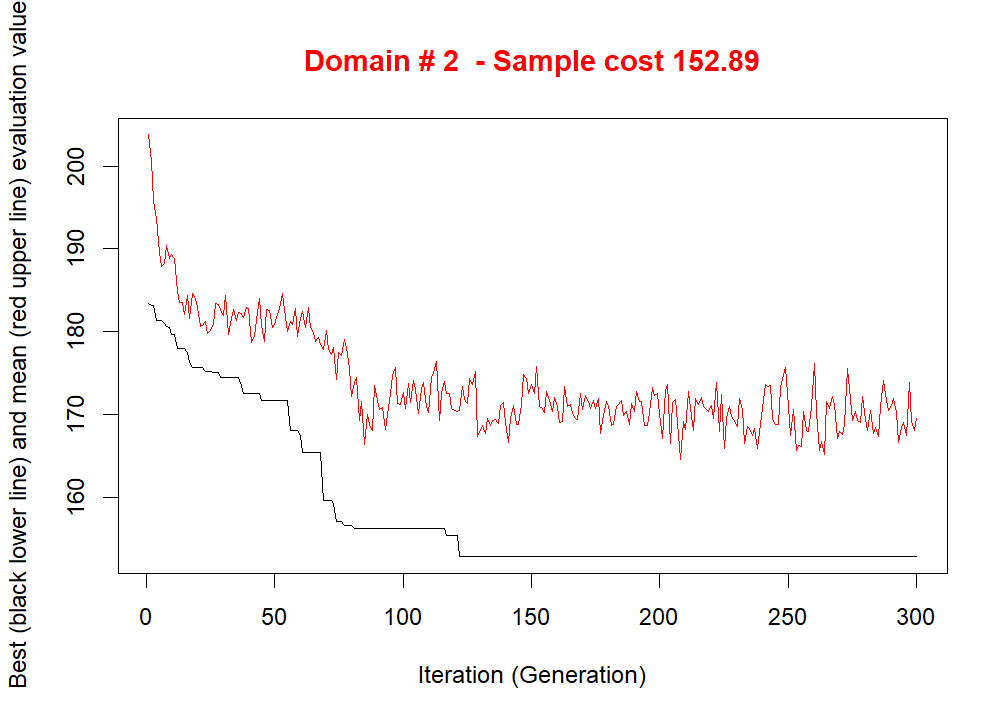 Domain # 2  - Sample cost 152.89
Best (black lower line) and mean (red upper line) evaluation value
200
190
180
170
160
0 50 100 150 200 250 300
Iteration (Generation)